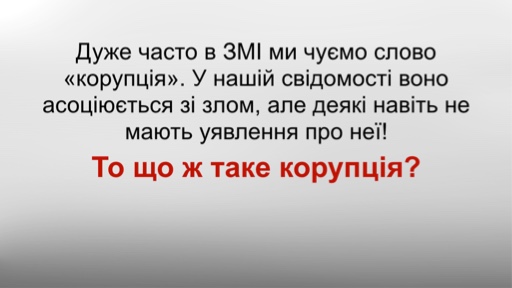 Дуже часто в ЗМІ ми чуємо слово
«корупція». У нашій свідомості воно
асоціюється зі злом, але деякі навіть не
мають уявлення про неї!
То що ж таке корупція?